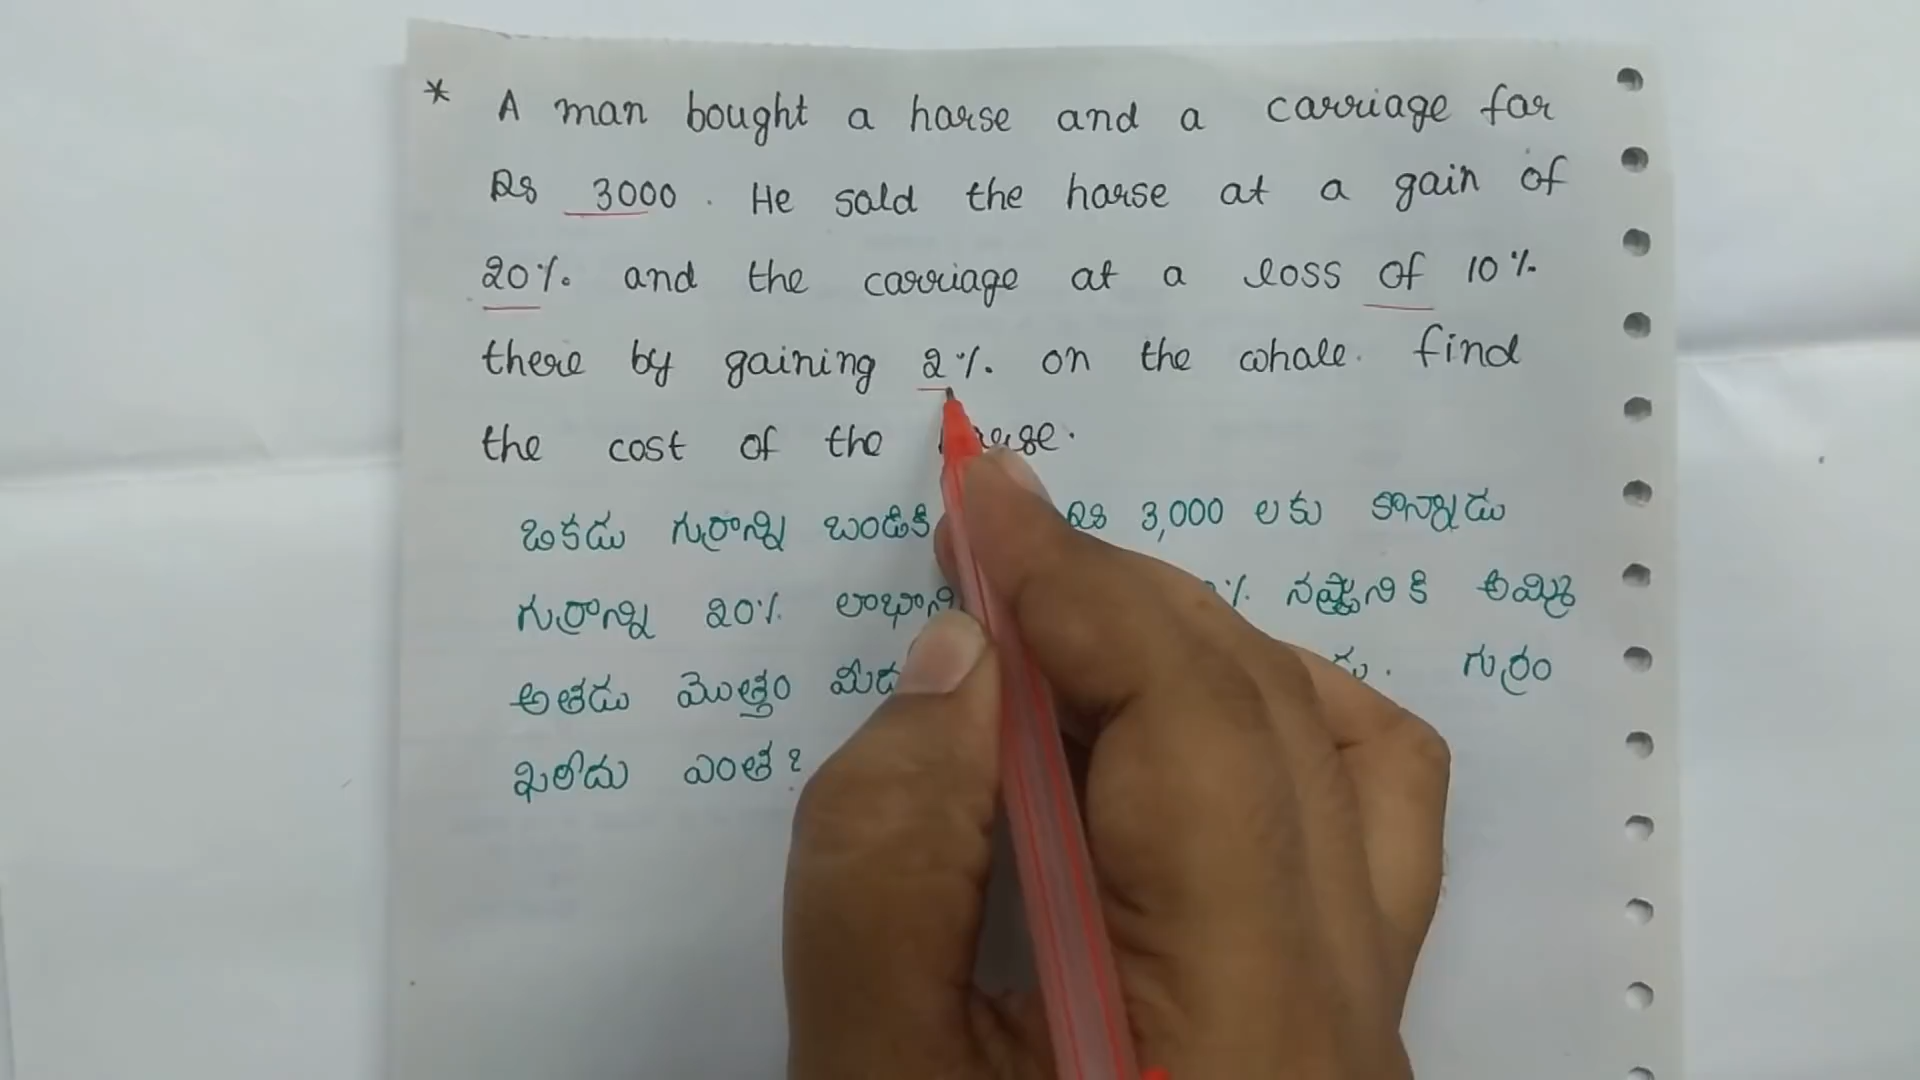 * A man bought a horse and a carriage for
Rs 3000. He sold the horse at a gain of
20% and the carriage at a loss of 10%
there by gaining 2% on the whole. find
the cost of the
ఒకడు గుర్రాన్ని బండికి Rs 3,000 లకు కొన్నాడు
గుర్రాన్ని 20% % నష్టానికి అమ్మి
అతడు మొత్తం గుర్రం
ఖరీదు ఎంత?